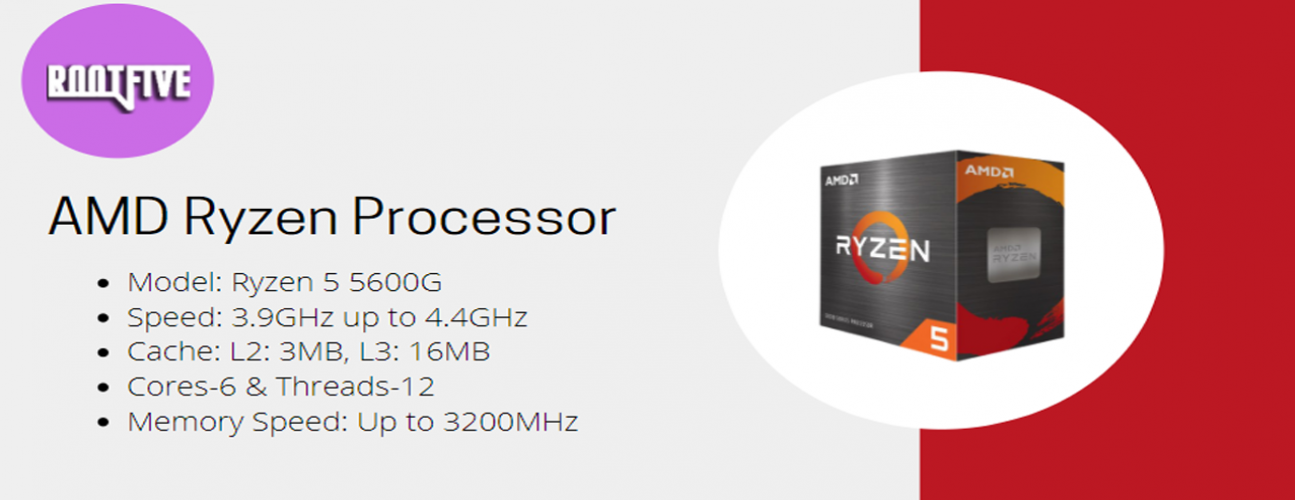 ROOTFIVE
AMD Ryzen Processor
• Model: Ryzen 5 5600G
• Speed: 3.9GHz up to 4.4GHz
• Cache: L2: 3MB, L3: 16MB
• Cores-6 & Threads-12
• Memory Speed: Up to 3200MHz
AMD
RYZEN
5
AMD
AMD
RYZEN